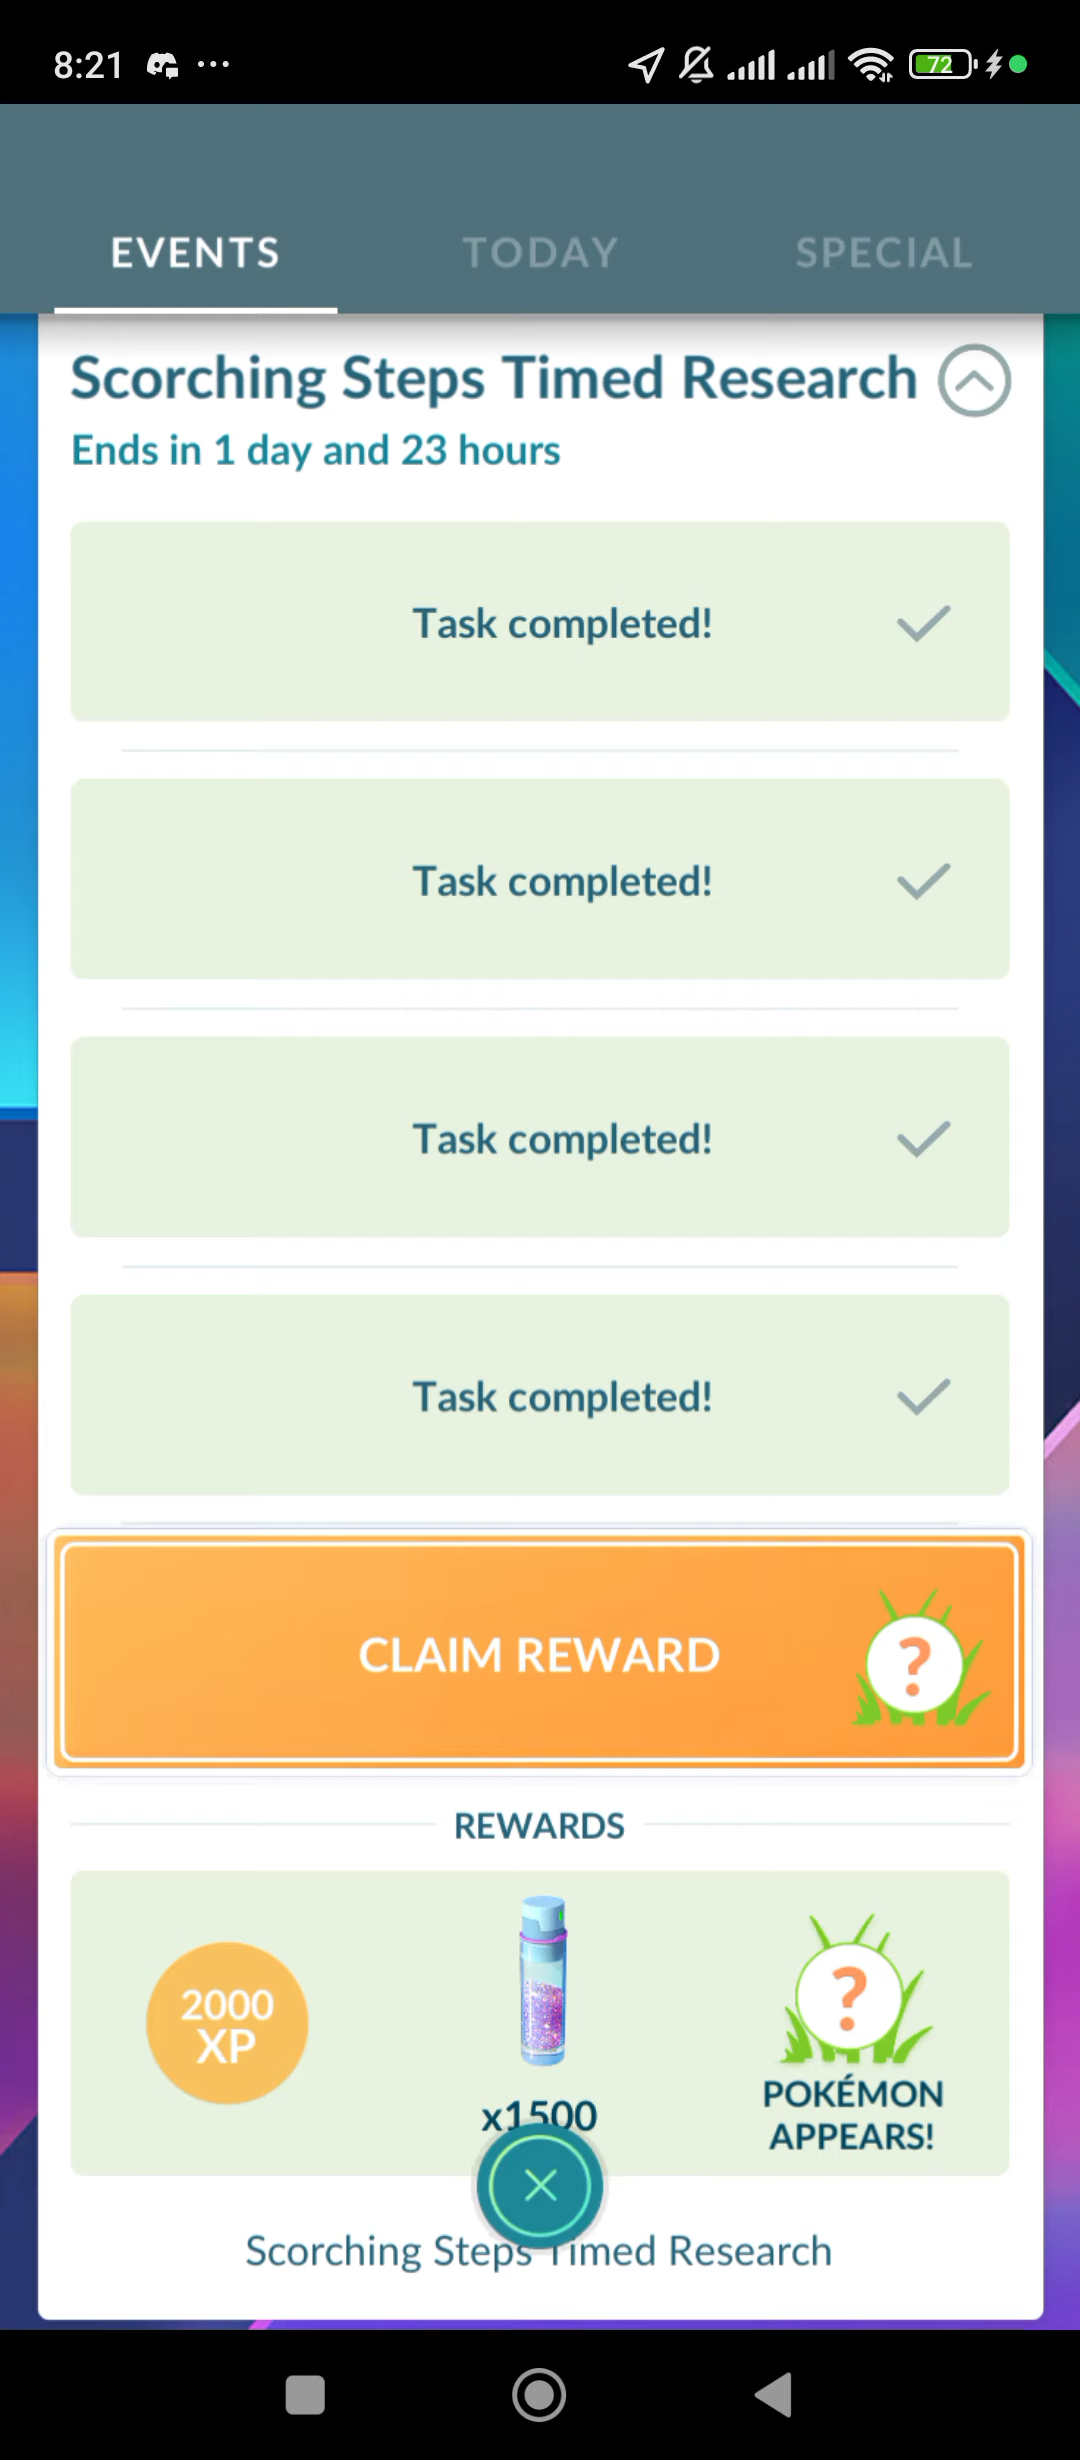 8:21
72
EVENTS
TODAY
SPECIAL
Scorching Steps Timed Research
Ends in 1 day and 23 hours
Task completed!
Task completed!
Task completed!
Task completed!
CLAIM REWARD
?
REWARDS
2000
XP
x1500
?
POKÉMON
APPEARS!
Scorching Steps Timed Research